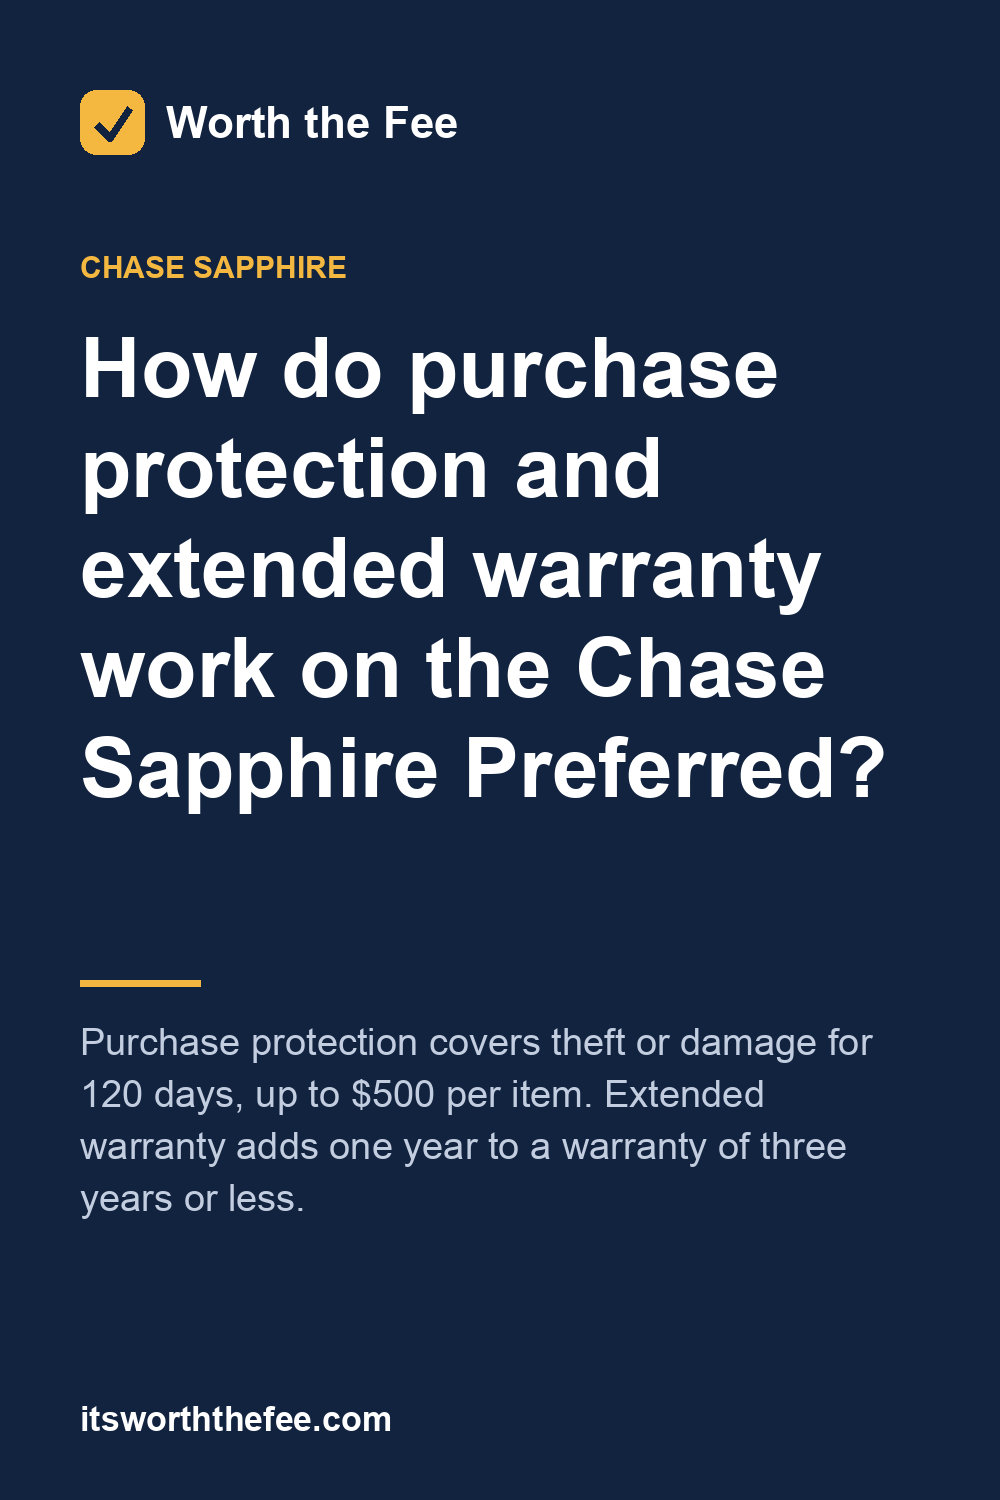 Worth the Fee
CHASE SAPPHIRE
How do purchase
protection and
extended warranty
work on the Chase
Sapphire Preferred?
Purchase protection covers theft or damage for
120 days, up to $500 per item. Extended
warranty adds one year to a warranty of three
years or less.
itsworththefee.com